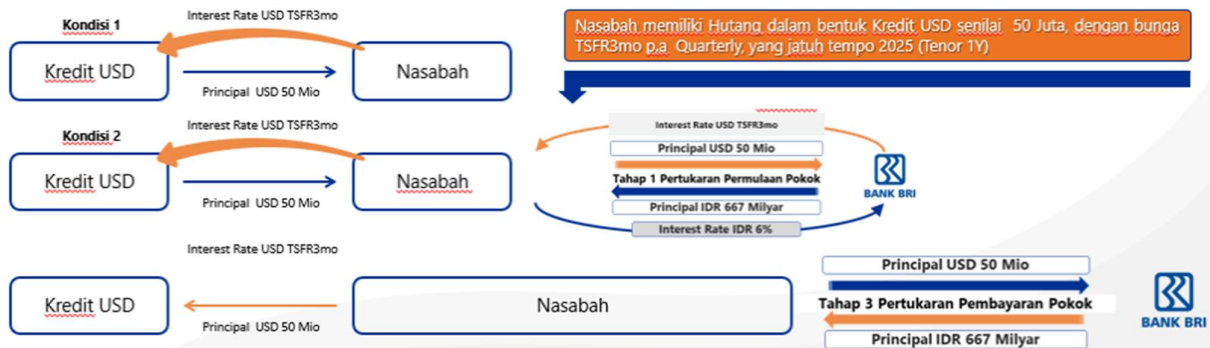 Kondisi 1
Interest Rate USD TSFR3mo
Kredit USD
Nasabah
Principal USD 50 Mio
Nasabah memiliki Hutang dalam bentuk Kredit USD senilai 50 Juta, dengan bunga
TSFR3mo p.a Quarterly, yang jatuh tempo 2025 (Tenor 1Y)
Kondisi 2
Interest Rate USD TSFR3mo
Kredit USD
Nasabah
Principal USD 50 Mio
Interest Rate USD TSFR3mo
Principal USD 50 Mio
Tahap 1 Pertukaran Permulaan Pokok
Principal IDR 667 Milyar
Interest Rate IDR 6%
BANK BRI
Interest Rate USD TSFR3mo
Kredit USD
Nasabah
Principal USD 50 Mio
Principal USD 50 Mio
Tahap 3 Pertukaran Pembayaran Pokok
Principal IDR 667 Milyar
BANK BRI